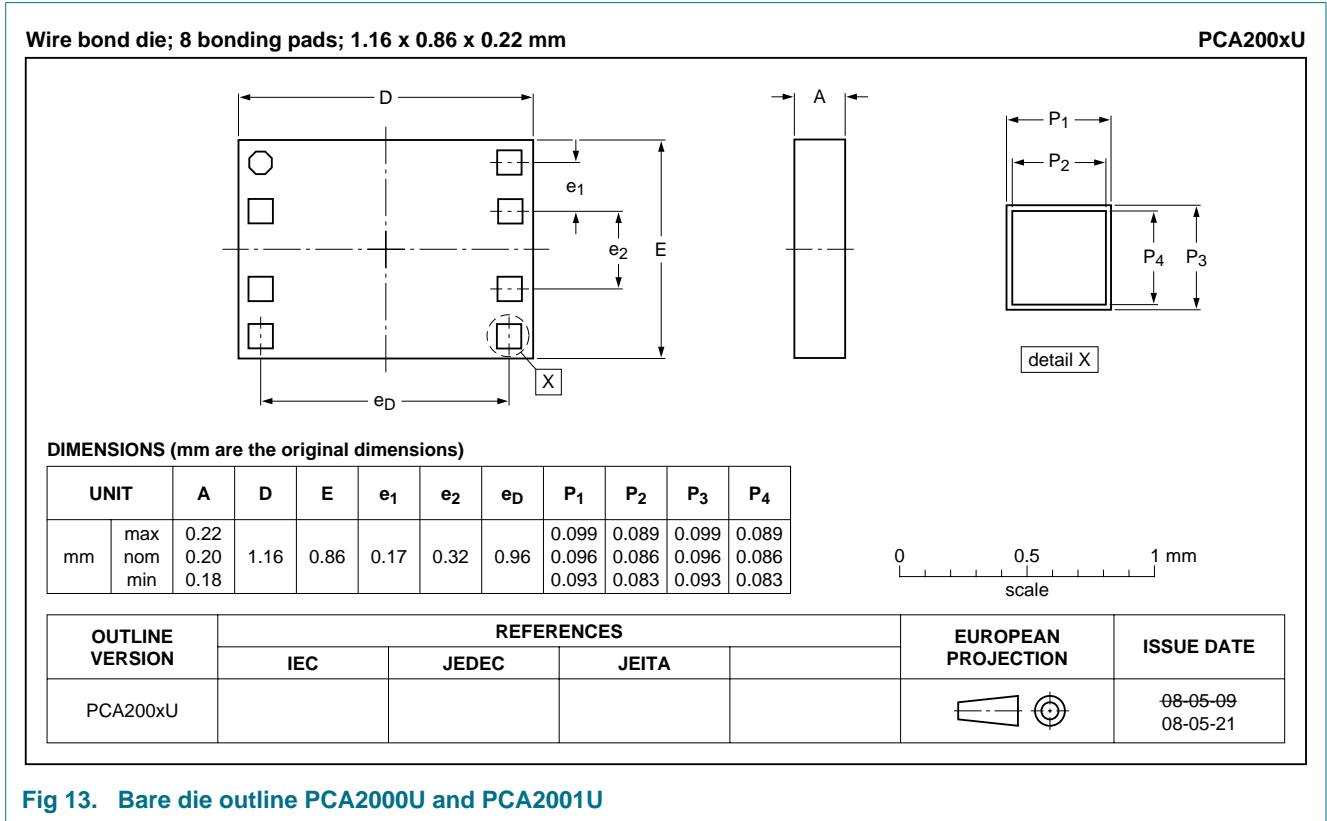 Wire bond die; 8 bonding pads; 1.16 x 0.86 x 0.22 mm PCA200xU
D
A
P1
P2
e1
e2
E
P4
P3
detail X
X
eD
DIMENSIONS (mm are the original dimensions)
UNIT A D E e1 e2 eD P1 P2 P3 P4
max 0.22 0.099 0.089 0.099 0.089
mm nom 0.20 1.16 0.86 0.17 0.32 0.96 0.096 0.086 0.096 0.086
min 0.18 0.093 0.083 0.093 0.083
0 0.5 1 mm
scale
OUTLINE VERSION REFERENCES EUROPEAN PROJECTION ISSUE DATE
IEC JEDEC JEITA
PCA200xU 08-05-09
08-05-21
Fig 13. Bare die outline PCA2000U and PCA2001U